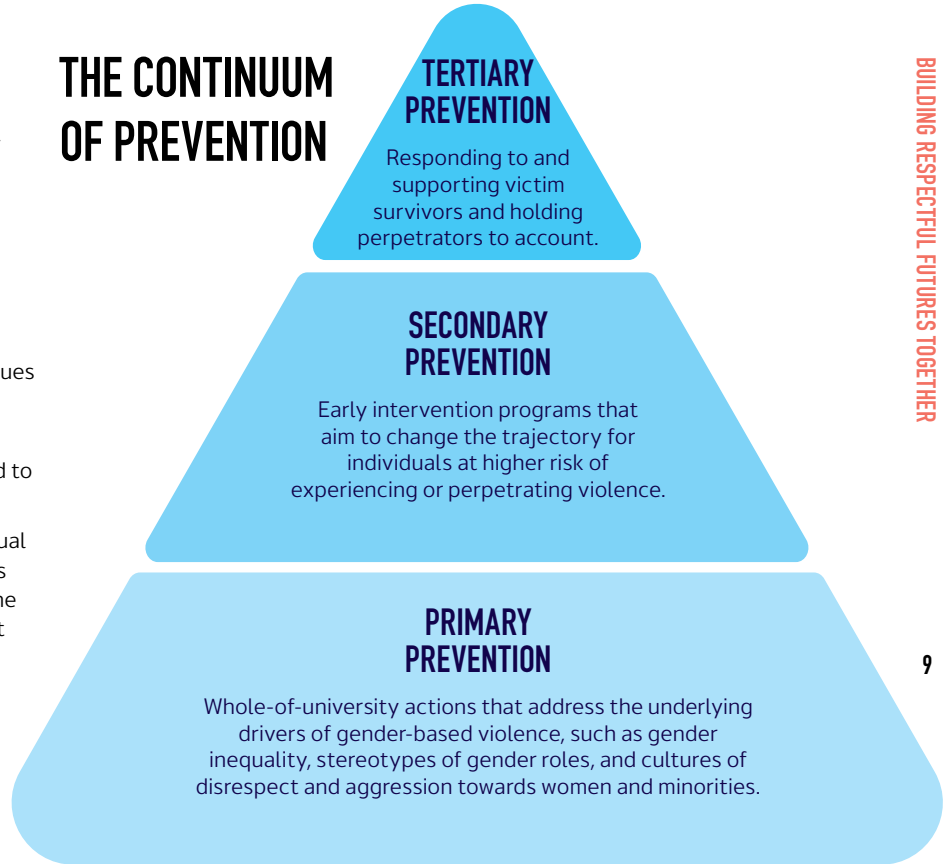 THE CONTINUUM
OF PREVENTION
TERTIARY
PREVENTION
Responding to and
supporting victim
survivors and holding
perpetrators to account.
SECONDARY
PREVENTION
Early intervention programs that
aim to change the trajectory for
individuals at higher risk of
experiencing or perpetrating violence.
PRIMARY
PREVENTION
Whole-of-university actions that address the underlying
drivers of gender-based violence, such as gender
inequality, stereotypes of gender roles, and cultures of
disrespect and aggression towards women and minorities.
to
BUILDING RESPECTFUL FUTURES TOGETHER
9